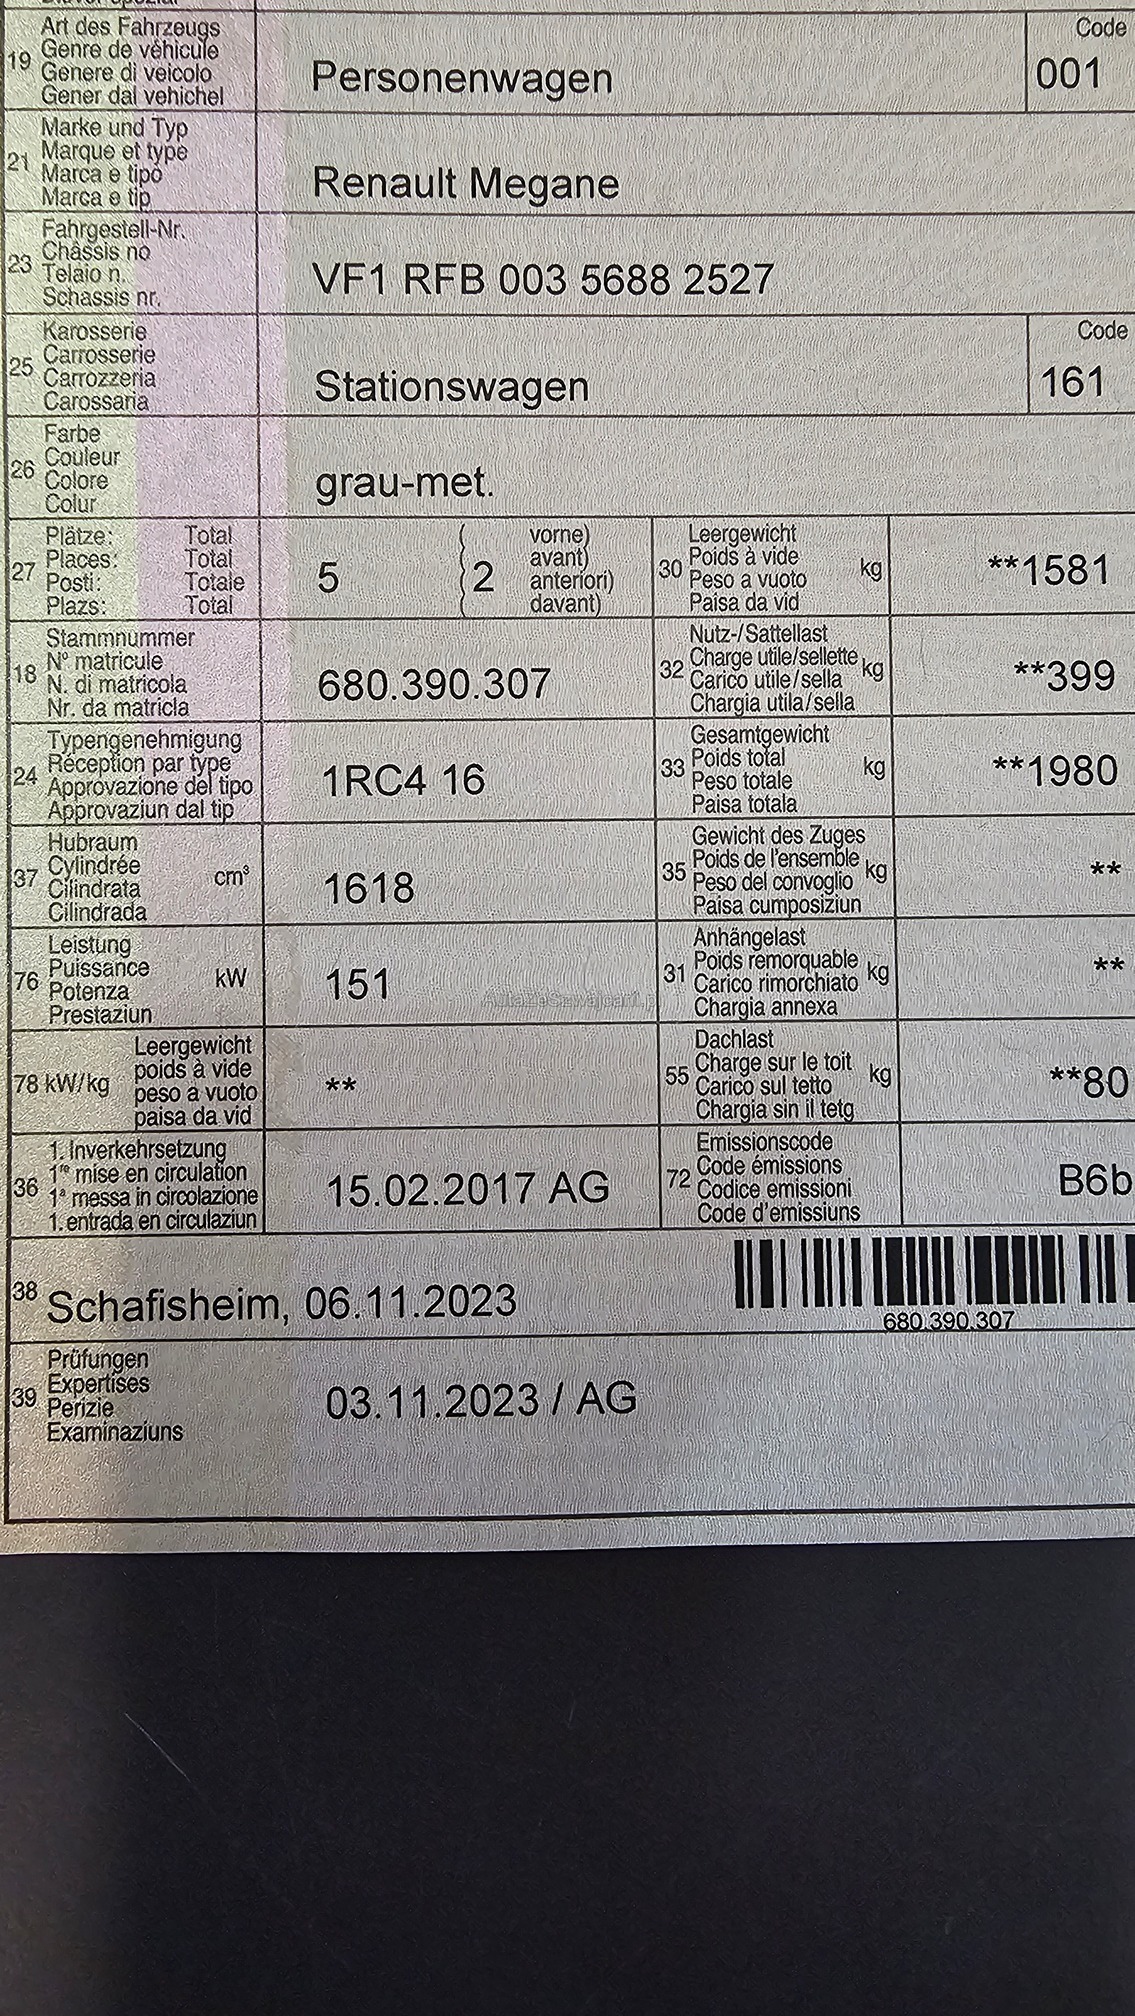 19 Art des Fahrzeugs
Genre de véhicule
Genere di veicolo
Gener dal vehichel
Personenwagen
Code
001
21 Marke und Typ
Marque et type
Marca e tipo
Marca e tip
Renault Megane
23 Fahrgestell-Nr.
Châssis no
Telaio n.
Schassis nr.
VF1 RFB 003 5688 2527
25 Karosserie
Carrosserie
Carrozzeria
Carossaria
Stationswagen
Code
161
26 Farbe
Couleur
Colore
Colur
grau-met.
27 Plätze: Total
Places: Total
Posti: Totale
Plazs: Total
5
2
vorne)
avant)
anteriori)
davant)
30 Leergewicht
Poids à vide
Peso a vuoto
Paisa da vid
kg
**1581
18 Stammnummer
N° matricule
N. di matricola
Nr. da matricla
680.390.307
32 Nutz-/Sattellast
Charge utile/sellette
Carico utile/sella
Chargia utila/sella
kg
**399
24 Typengenehmigung
Réception par type
Approvazione del tipo
Approvaziun dal tip
1RC4 16
33 Gesamtgewicht
Poids total
Peso totale
Paisa totala
kg
**1980
37 Hubraum
Cylindrée
Cilindrata
Cilindrada
cm³
1618
35 Gewicht des Zuges
Poids de l'ensemble
Peso del convoglio
Paisa cumposiziun
kg
**
76 Leistung
Puissance
Potenza
Prestaziun
kW
151
31 Anhängelast
Poids remorquable
Carico rimorchiato
Chargia annexa
kg
**
78 kW/kg
Leergewicht
poids à vide
peso a vuoto
paisa da vid
**
55 Dachlast
Charge sur le toit
Carico sul tetto
Chargia sin il tetg
kg
**80
36 1. Inverkehrsetzung
1re mise en circulation
1a messa in circolazione
1. entrada en circulaziun
15.02.2017 AG
72 Emissionscode
Code émissions
Codice emissioni
Code d'emissiuns
B6b
38 Schafisheim, 06.11.2023
680.390.307
39 Prüfungen
Expertises
Perizie
Examinaziuns
03.11.2023 / AG